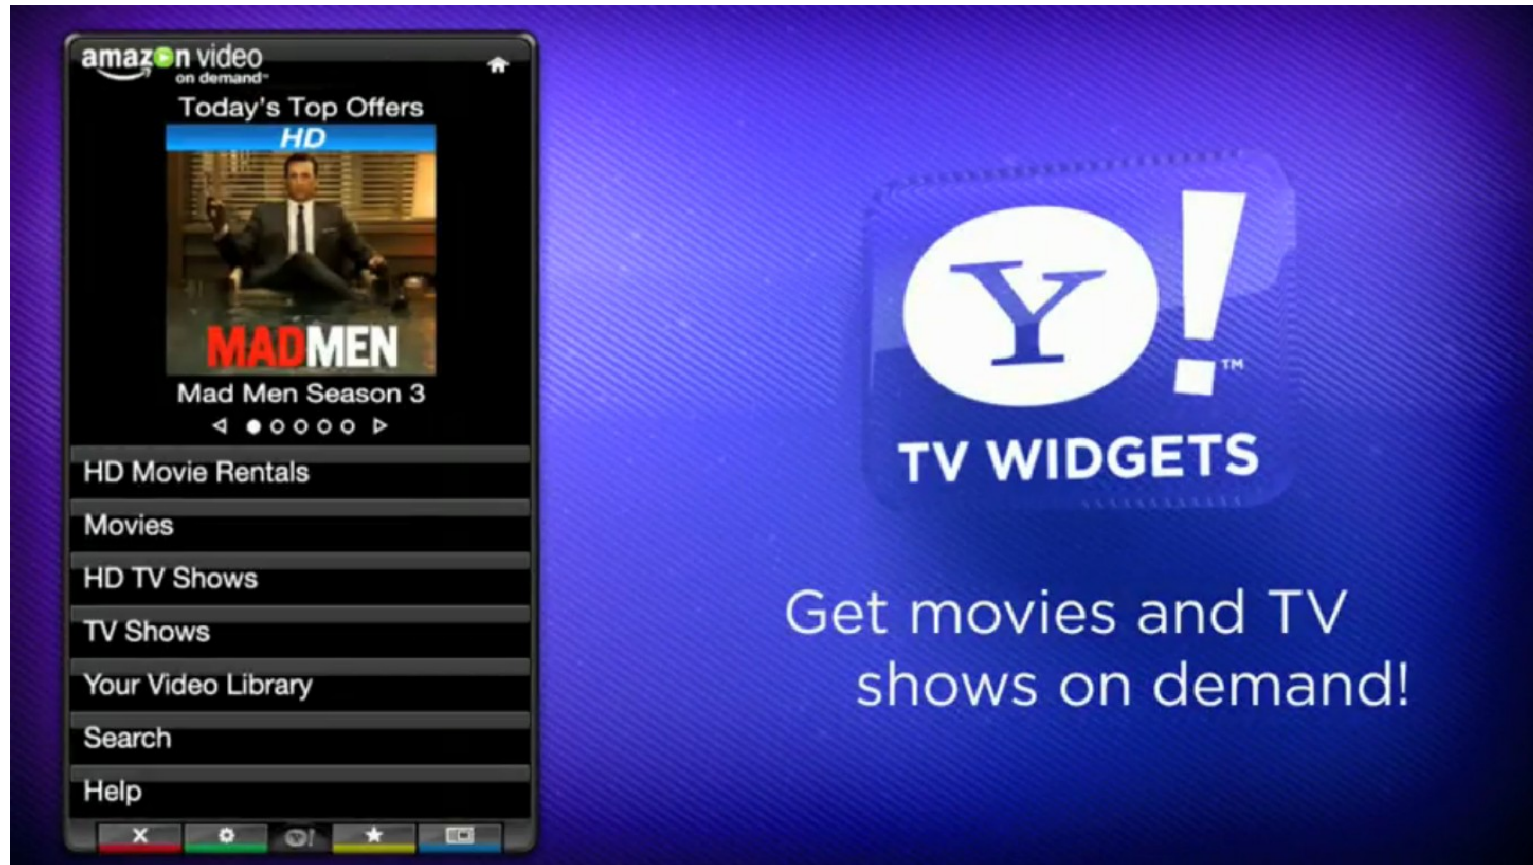 amazon video
on demand™
Today's Top Offers
HD
MADMEN
Mad Men Season 3
HD Movie Rentals
Movies
HD TV Shows
TV Shows
Your Video Library
Search
Help
Y!
Y!™
TV WIDGETS
Get movies and TV
shows on demand!